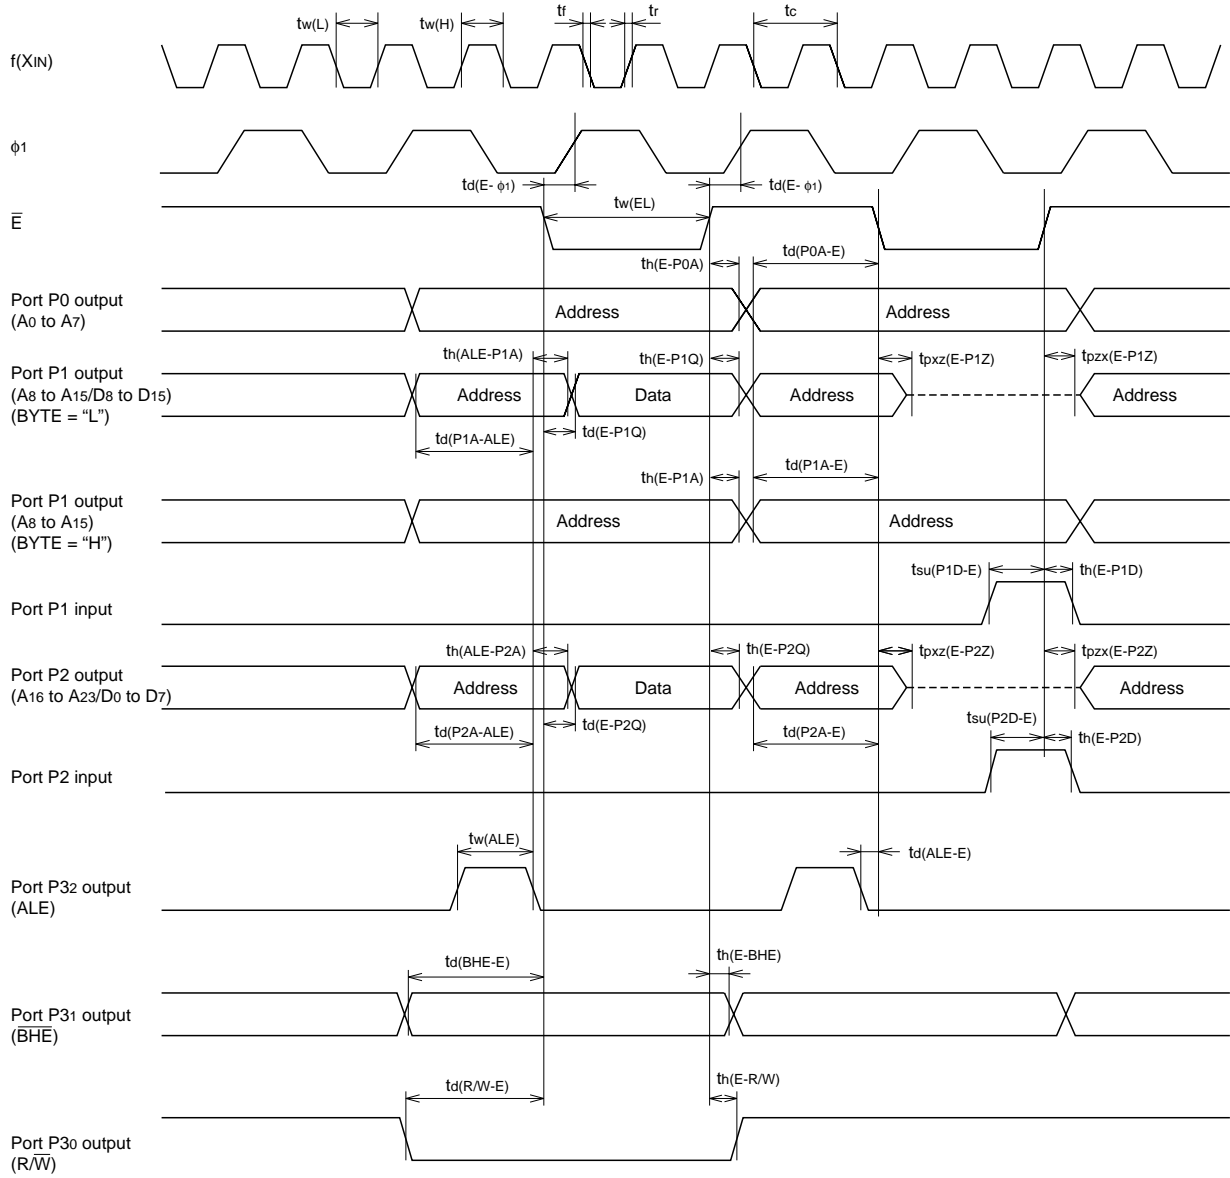 tw(L) tw(H) tf tr tc
f(XIN)
ϕ1
td(E- ϕ1) td(E- ϕ1)
tw(EL)
E̅
td(P0A-E)
th(E-P0A)
Port P0 output
(A0 to A7)
Address Address
th(ALE-P1A) th(E-P1Q) tpxz(E-P1Z) tpzx(E-P1Z)
Port P1 output
(A8 to A15/D8 to D15)
(BYTE = “L”)
Address Data Address Address
td(E-P1Q)
td(P1A-ALE)
td(P1A-E)
th(E-P1A)
Port P1 output
(A8 to A15)
(BYTE = “H”)
Address Address
tsu(P1D-E) th(E-P1D)
Port P1 input
th(ALE-P2A) th(E-P2Q) tpxz(E-P2Z) tpzx(E-P2Z)
Port P2 output
(A16 to A23/D0 to D7)
Address Data Address Address
tsu(P2D-E)
td(E-P2Q)
td(P2A-ALE) td(P2A-E) th(E-P2D)
Port P2 input
tw(ALE)
td(ALE-E)
Port P32 output
(ALE)
th(E-BHE)
td(BHE-E)
Port P31 output
(B̅H̅E̅)
th(E-R/W)
td(R/W-E)
Port P30 output
(R/W̅)